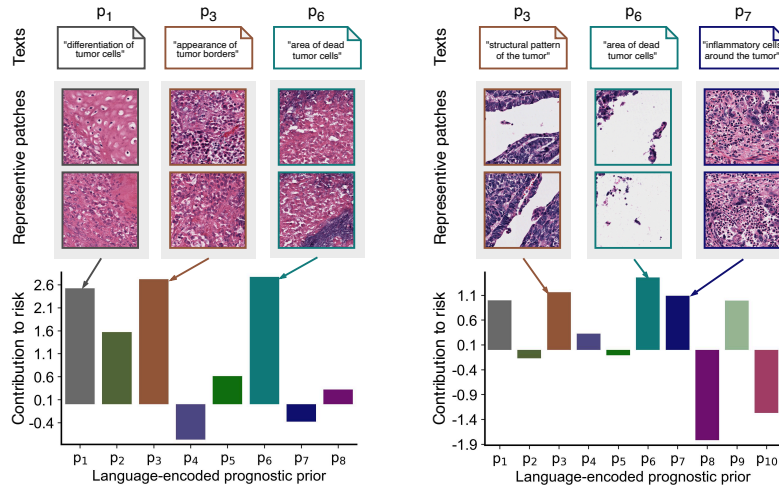 p1 p3 p6
Texts
"differentiation of
tumor cells"
"appearance of
tumor borders"
"area of dead
tumor cells"
Representive patches
Contribution to risk
2.6
2.1
1.6
1.1
0.6
0.1
-0.4
p1 p2 p3 p4 p5 p6 p7 p8
Language-encoded prognostic prior
p3 p6 p7
Texts
"structural pattern
of the tumor"
"area of dead
tumor cells"
"inflammatory cells
around the tumor"
Representive patches
Contribution to risk
1.1
0.6
0.1
-0.4
-0.9
-1.4
-1.9
p1 p2 p3 p4 p5 p6 p7 p8 p9 p10
Language-encoded prognostic prior